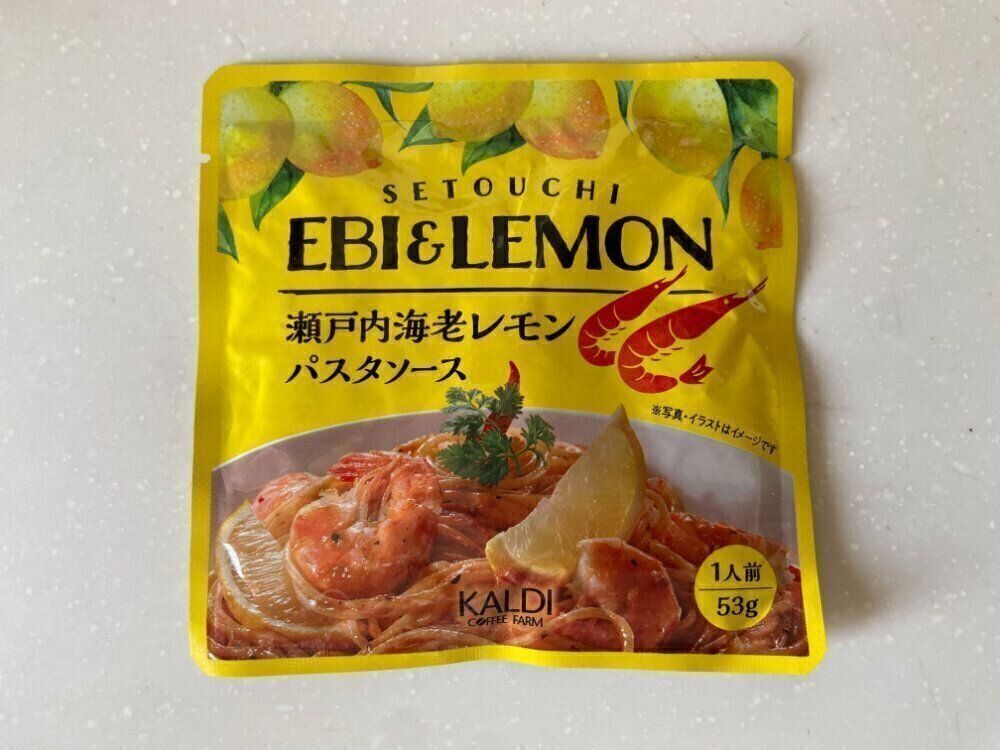 SETOUCHI
EBI&LEMON
瀬戸内海老レモン
パスタソース
※写真・イラストはイメージです
1人前
53g
KALDI
COFFEE FARM